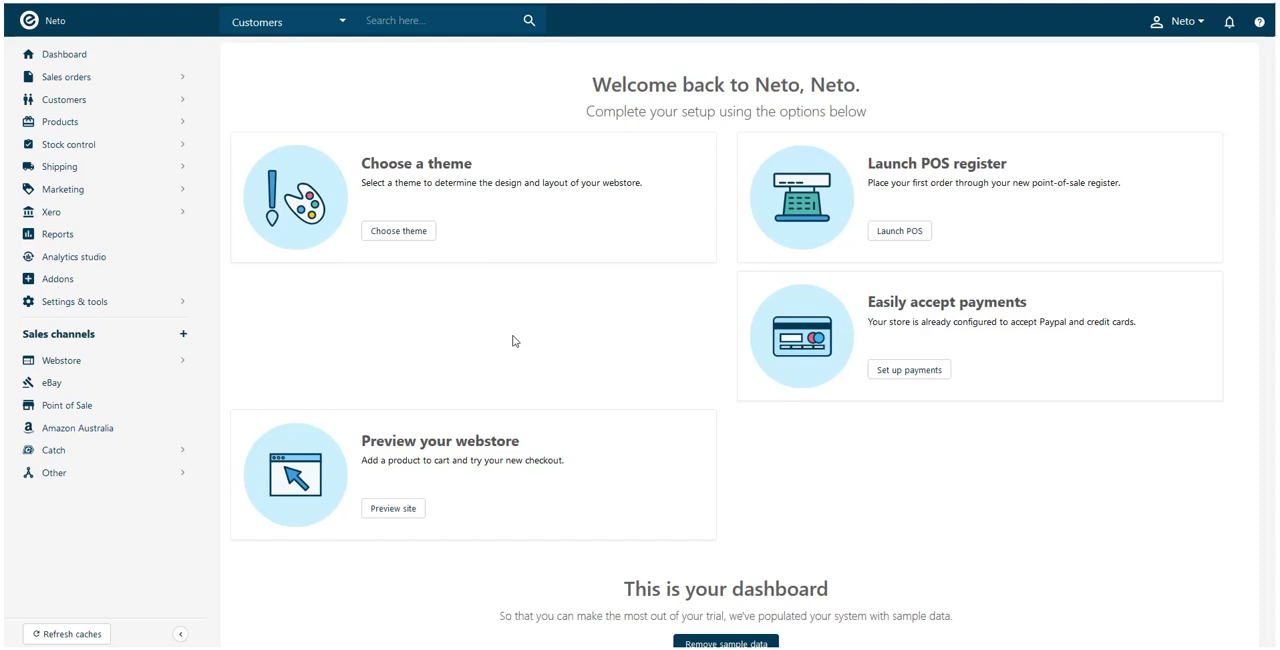 Neto
Customers
Search here...
Neto
Dashboard
Sales orders
Customers
Products
Stock control
Shipping
Marketing
Xero
Reports
Analytics studio
Addons
Settings & tools
Sales channels
Webstore
eBay
Point of Sale
Amazon Australia
Catch
Other
Refresh caches
Welcome back to Neto, Neto.
Complete your setup using the options below
Choose a theme
Select a theme to determine the design and layout of your webstore.
Choose theme
Launch POS register
Place your first order through your new point-of-sale register.
Launch POS
Easily accept payments
Your store is already configured to accept Paypal and credit cards.
Set up payments
Preview your webstore
Add a product to cart and try your new checkout.
Preview site
This is your dashboard
So that you can make the most out of your trial, we've populated your system with sample data.
Remove sample data